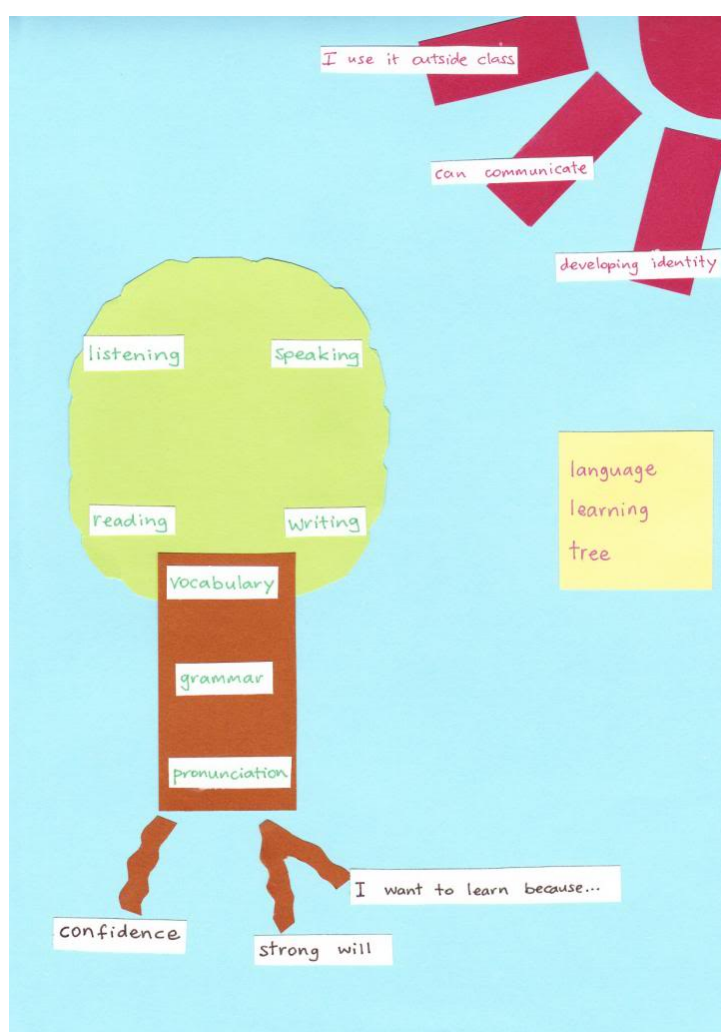 I use it outside class
can communicate
developing identity
listening
speaking
language
learning
tree
reading
writing
vocabulary
grammar
pronunciation
I want to learn because...
confidence
strong will